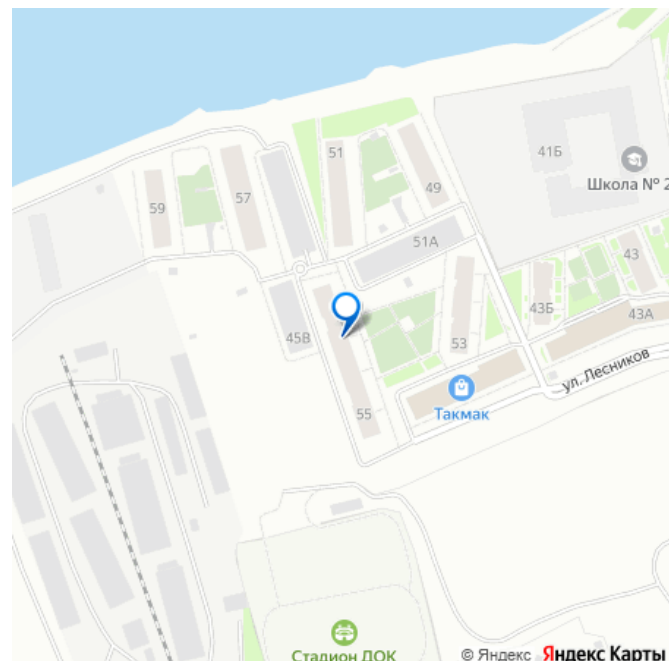 51
41Б
Школа № 2
57
59
49
51А
43
43Б
43А
45В
53
ул. Лесников
Такмак
55
Стадион ДОК
© Яндекс Яндекс Карты